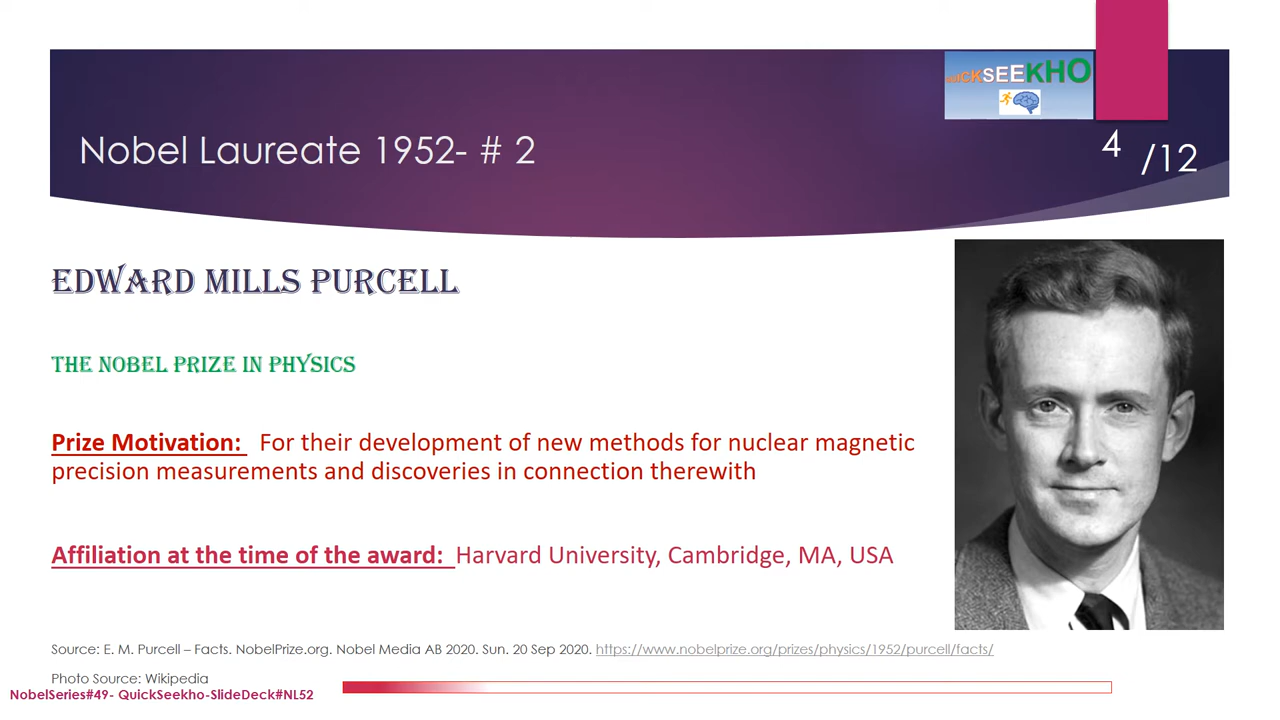 QUICKSEEKHO
Nobel Laureate 1952- # 2
4 /12
EDWARD MILLS PURCELL
THE NOBEL PRIZE IN PHYSICS
Prize Motivation: For their development of new methods for nuclear magnetic
precision measurements and discoveries in connection therewith
Affiliation at the time of the award: Harvard University, Cambridge, MA, USA
Source: E. M. Purcell – Facts. NobelPrize.org. Nobel Media AB 2020. Sun. 20 Sep 2020. https://www.nobelprize.org/prizes/physics/1952/purcell/facts/
Photo Source: Wikipedia
NobelSeries#49- QuickSeekho-SlideDeck#NL52